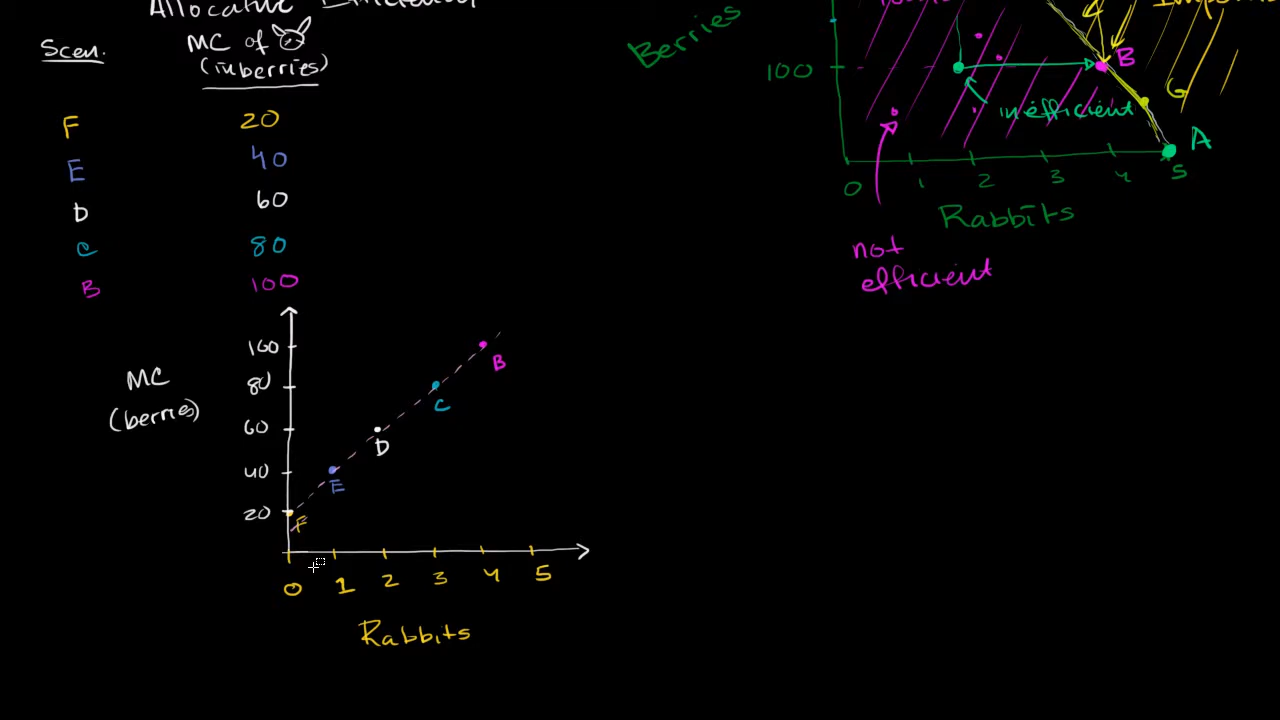 Allocative Efficiency
Scen. MC of
(in berries)
F 20
E 40
D 60
C 80
B 100
MC
(berries)
100
80
60
40
20
F
E
D
C
B
0 1 2 3 4 5
Rabbits
Berries
100
B
G
A
inefficient
0 1 2 3 4 5
Rabbits
not
efficient